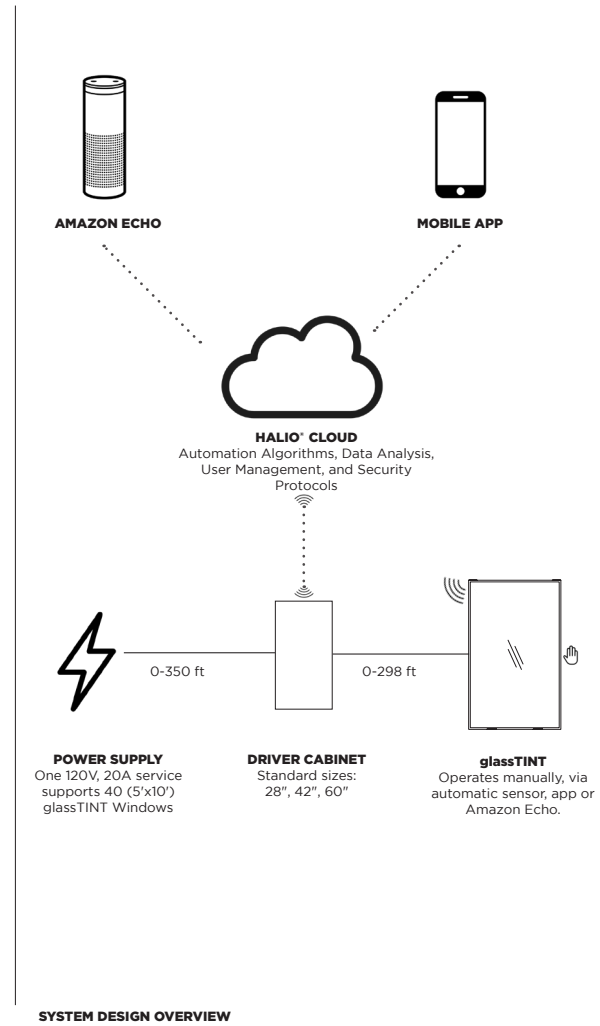 AMAZON ECHO
MOBILE APP
HALIO® CLOUD
Automation Algorithms, Data Analysis,
User Management, and Security
Protocols
0-350 ft
0-298 ft
POWER SUPPLY
One 120V, 20A service
supports 40 (5'x10')
glassTINT Windows
DRIVER CABINET
Standard sizes:
28", 42", 60"
glassTINT
Operates manually, via
automatic sensor, app or
Amazon Echo.
SYSTEM DESIGN OVERVIEW